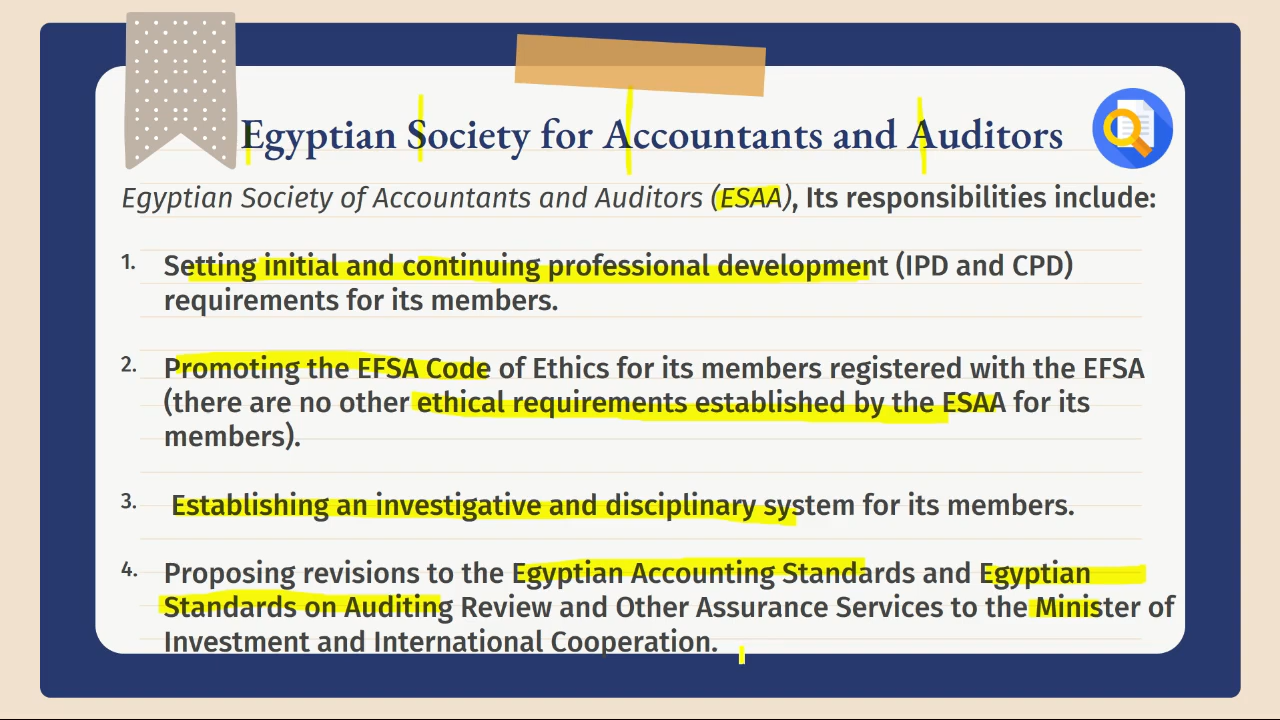 Egyptian Society for Accountants and Auditors
Egyptian Society of Accountants and Auditors (ESAA), Its responsibilities include:
1. Setting initial and continuing professional development (IPD and CPD)
requirements for its members.
2. Promoting the EFSA Code of Ethics for its members registered with the EFSA
(there are no other ethical requirements established by the ESAA for its
members).
3. Establishing an investigative and disciplinary system for its members.
4. Proposing revisions to the Egyptian Accounting Standards and Egyptian
Standards on Auditing Review and Other Assurance Services to the Minister of
Investment and International Cooperation.